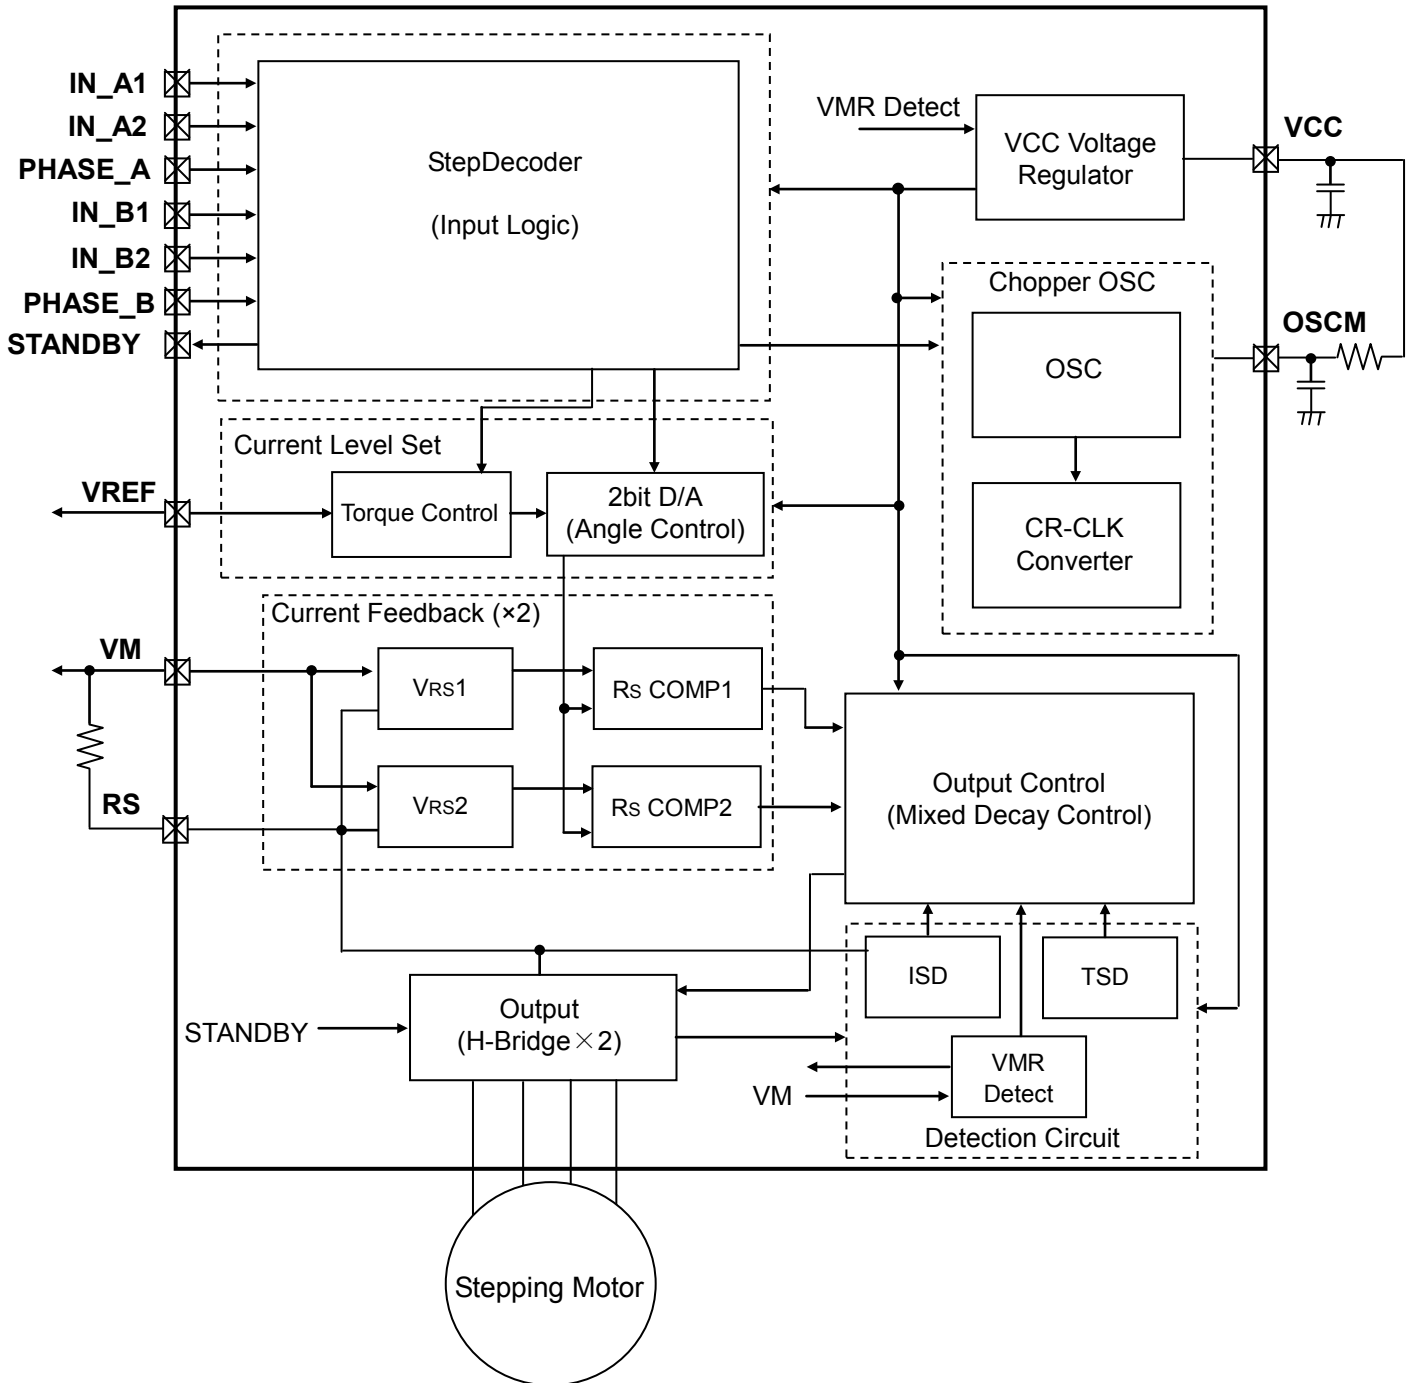 IN_A1
IN_A2
PHASE_A
IN_B1
IN_B2
PHASE_B
STANDBY
StepDecoder
(Input Logic)
VMR Detect
VCC Voltage
Regulator
VCC
Chopper OSC
OSC
CR-CLK
Converter
OSCM
Current Level Set
VREF
Torque Control
2bit D/A
(Angle Control)
Current Feedback (×2)
VM
VRS1
RS COMP1
VRS2
RS COMP2
RS
Output Control
(Mixed Decay Control)
STANDBY
Output
(H-Bridge×2)
ISD
TSD
VM
VMR
Detect
Detection Circuit
Stepping Motor